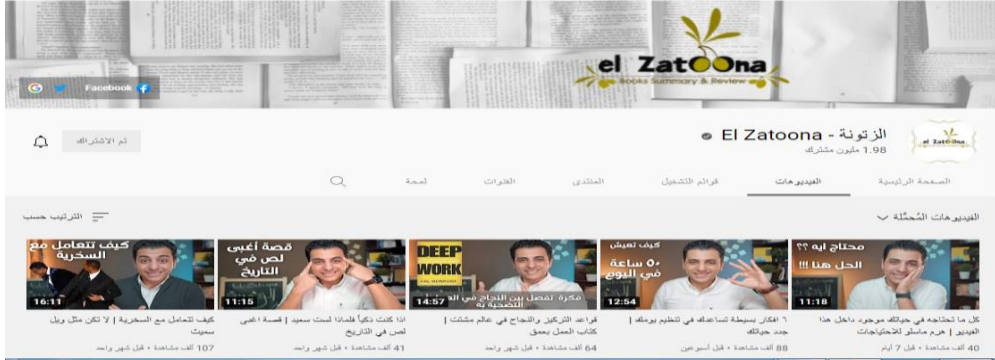 el ZatOOna
Books Summary & Review
Facebook
الزتونة - El Zatoona
1.98 مليون مشترك
تم الاشتراك
el ZatOOna
الصفحة الرئيسية
الفيديوهات
قوائم التشغيل
المنتدى
القنوات
لمحة
الفيديوهات المُحمَّلة
الترتيب حسب
محتاج ايه ؟؟
الحل هنا !!!
11:18
كيف تعيش
٥٠ ساعة
في اليوم
12:54
DEEP
WORK
CAL NEWPORT
فكرة تفصل بين النجاح في
التضحية به
14:57
قصة أغبى
لص في
التاريخ
11:15
كيف تتعامل مع
السخرية
16:11
كل ما تحتاجه في حياتك موجود داخل هذا
الفيديو | هرم ماسلو للاحتياجات
40 ألف مشاهدة • قبل 7 أيام
٦ افكار بسيطة تساعدك في تنظيم يومك |
جدد حياتك
88 ألف مشاهدة • قبل أسبوعين
قواعد التركيز والنجاح في عالم مشتت |
كتاب العمل بعمق
64 ألف مشاهدة • قبل شهر واحد
اذا كنت ذكياً فلماذا لست سعيد | قصة اغبى
لص في التاريخ
41 ألف مشاهدة • قبل شهر واحد
كيف تتعامل مع السخرية | لا تكن مثل ويل
سميث
107 ألف مشاهدة • قبل شهر واحد